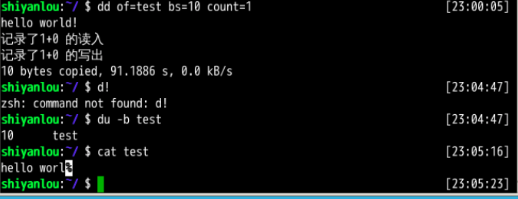 shiyanlou:~/ $ dd of=test bs=10 count=1 [23:00:05]
hello world!
记录了1+0 的读入
记录了1+0 的写出
10 bytes copied, 91.1886 s, 0.0 kB/s
shiyanlou:~/ $ d! [23:04:47]
zsh: command not found: d!
shiyanlou:~/ $ du -b test [23:04:47]
10 test
shiyanlou:~/ $ cat test [23:05:16]
hello worl%
shiyanlou:~/ $ [23:05:23]